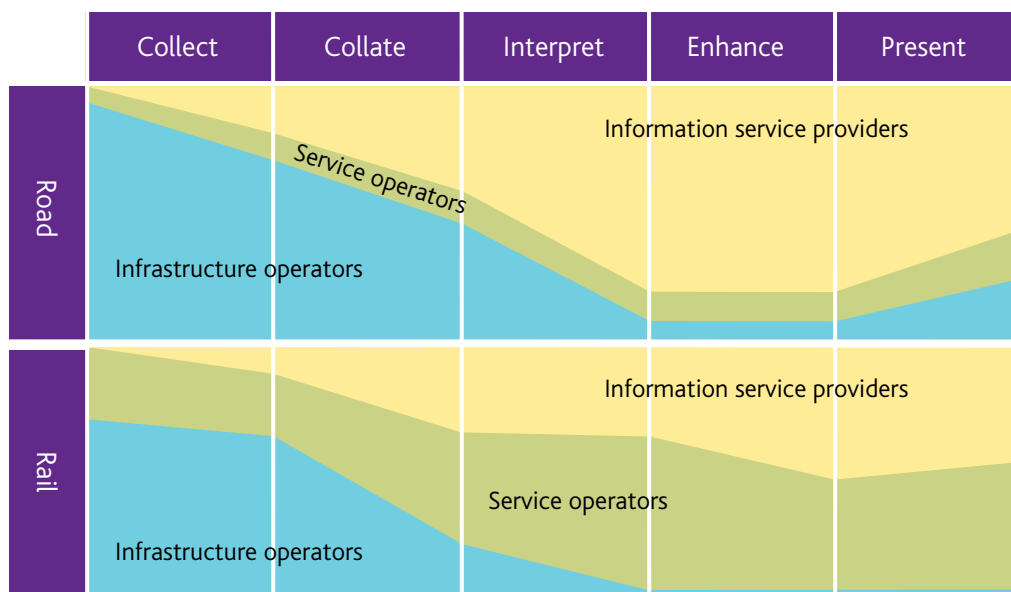 Collect Collate Interpret Enhance Present
Road
Information service providers
Service operators
Infrastructure operators
Rail
Information service providers
Service operators
Infrastructure operators